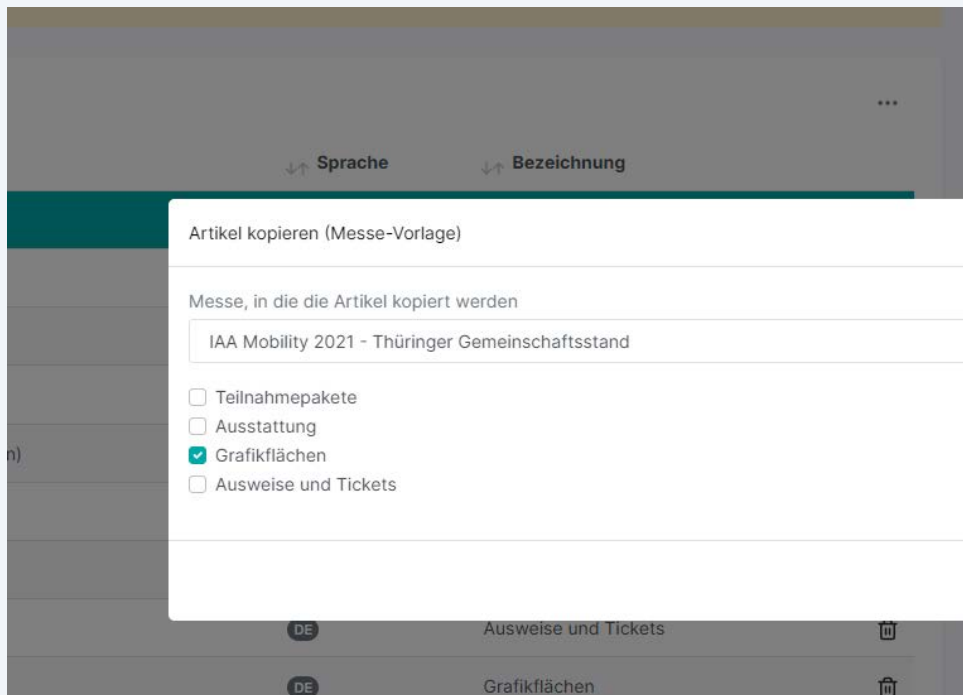 Sprache Bezeichnung
Artikel kopieren (Messe-Vorlage)
Messe, in die die Artikel kopiert werden
IAA Mobility 2021 - Thüringer Gemeinschaftsstand
Teilnahmepakete
Ausstattung
n)
Grafikflächen
Ausweise und Tickets
DE Ausweise und Tickets
DE Grafikflächen